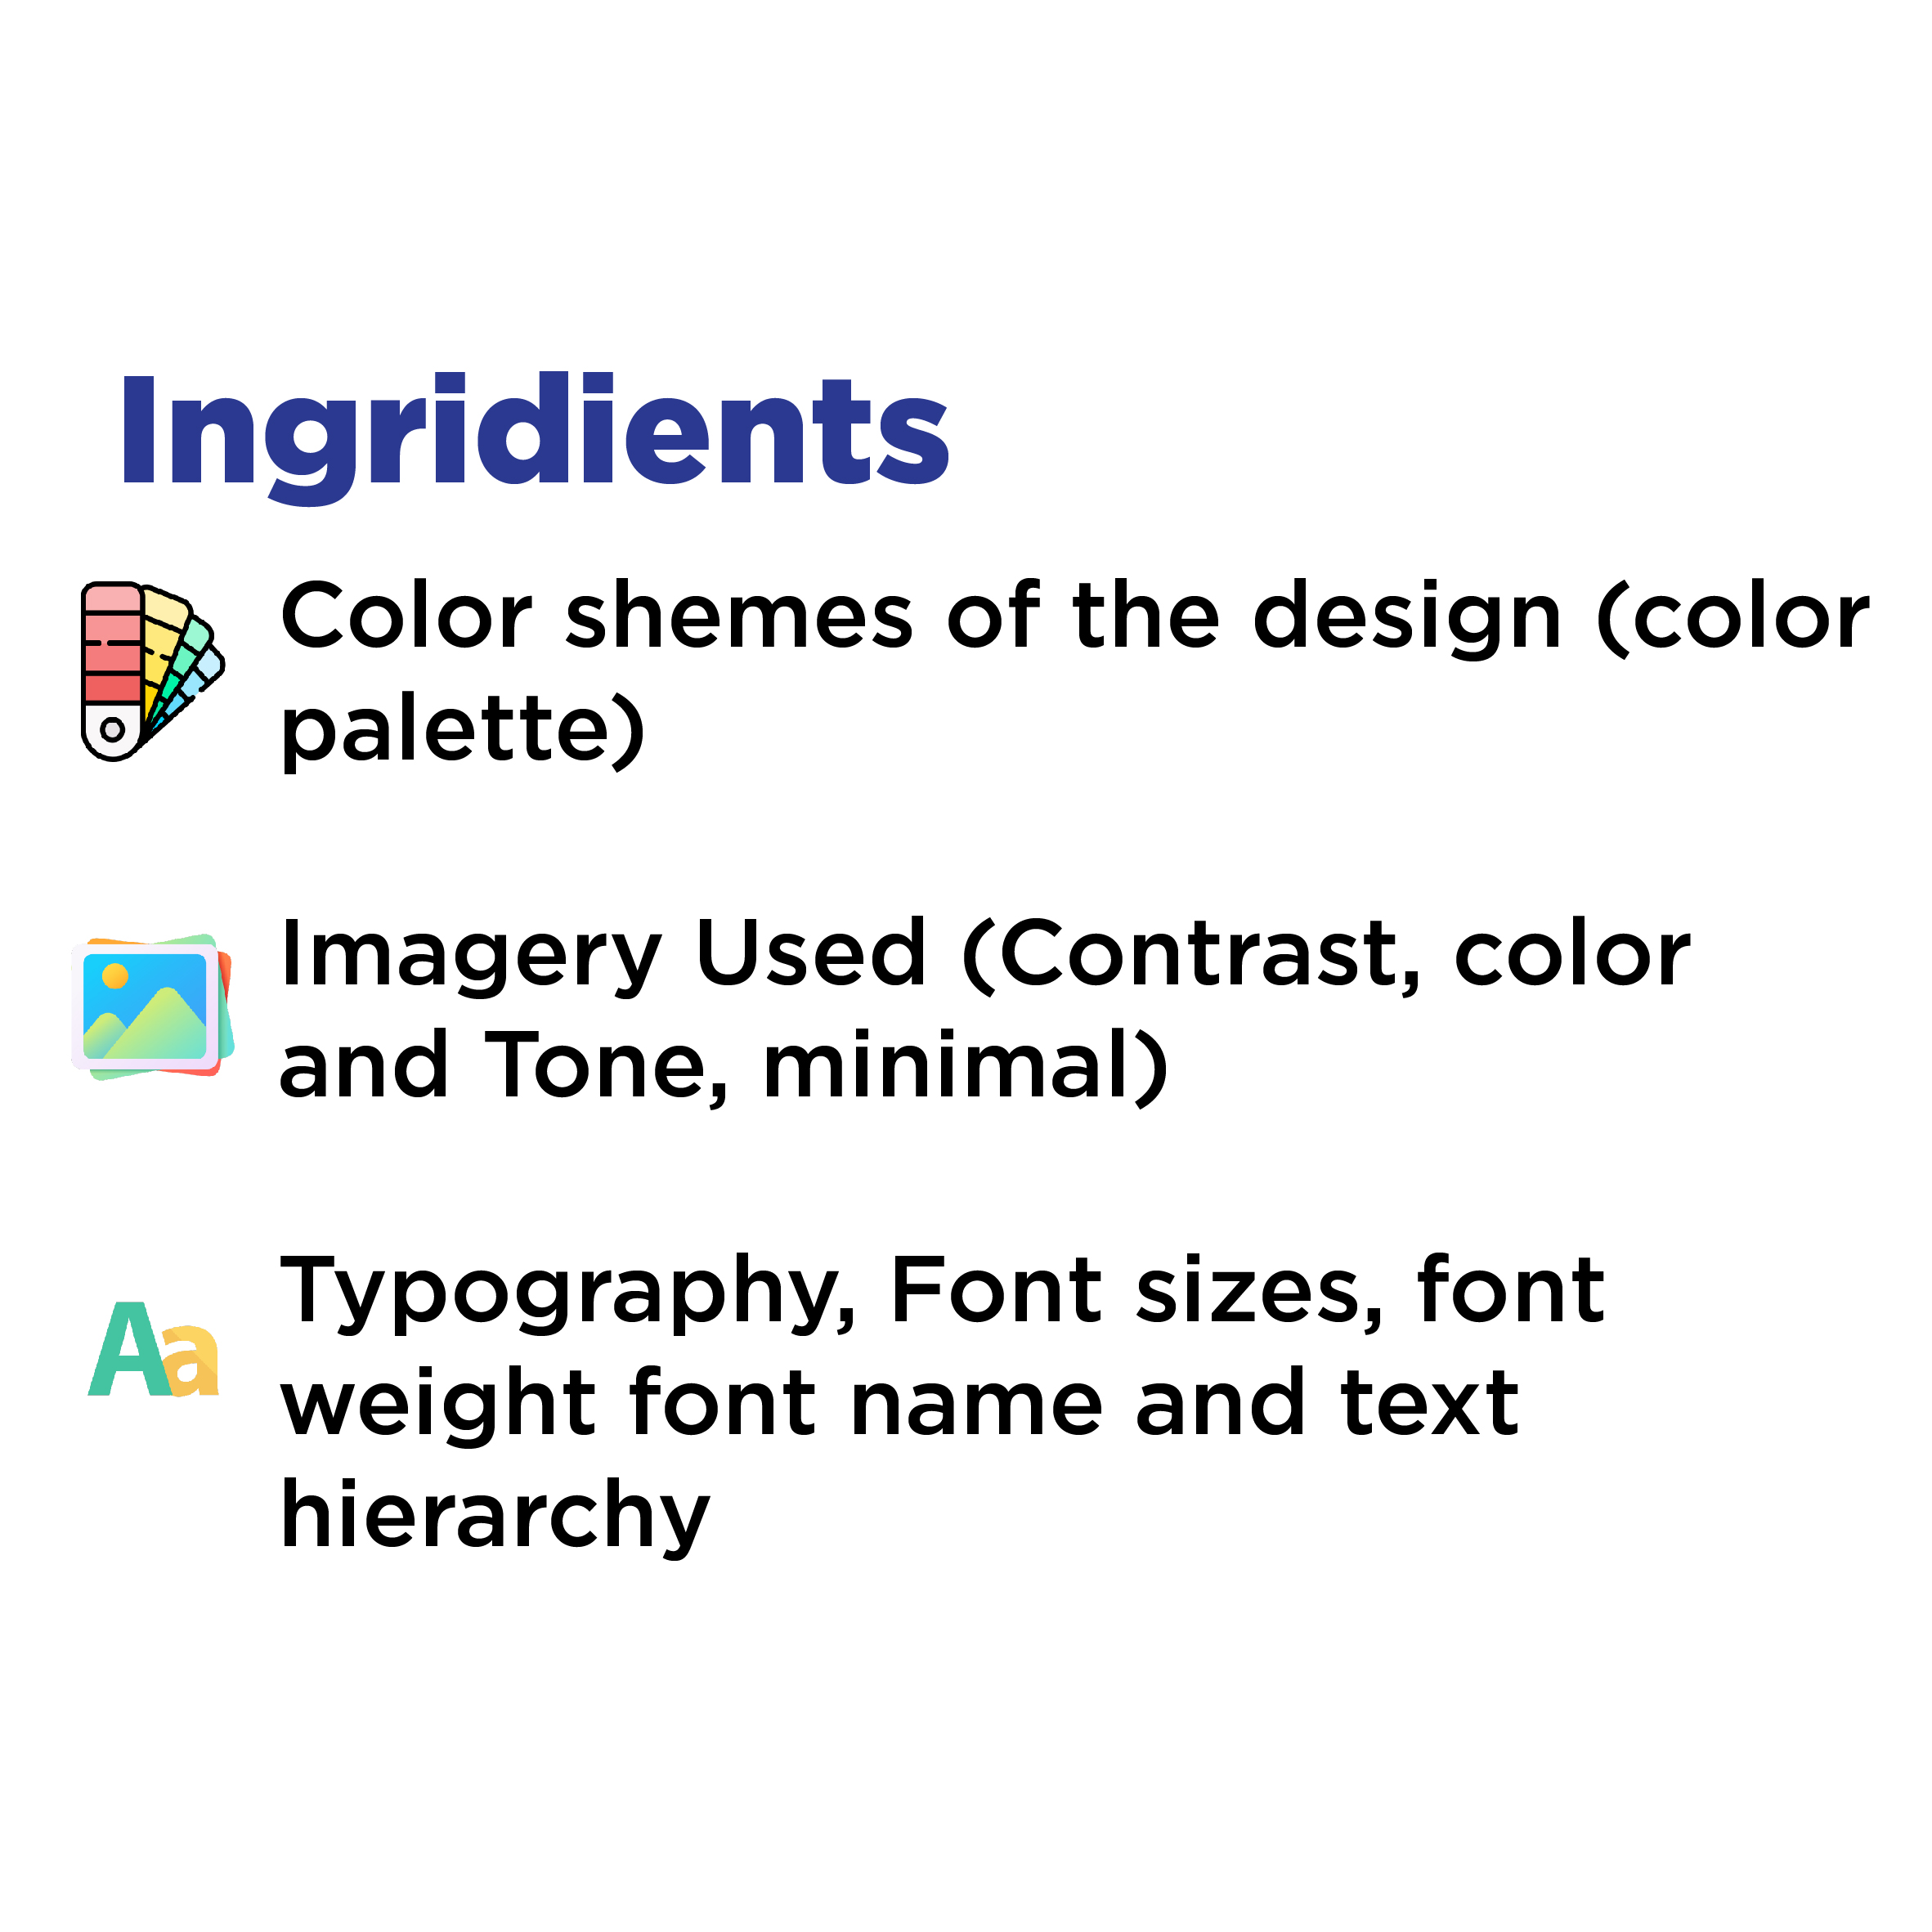 Ingridients
Color shemes of the design (color
palette)
Imagery Used (Contrast, color
and Tone, minimal)
Aa
Typography, Font sizes, font
weight font name and text
hierarchy